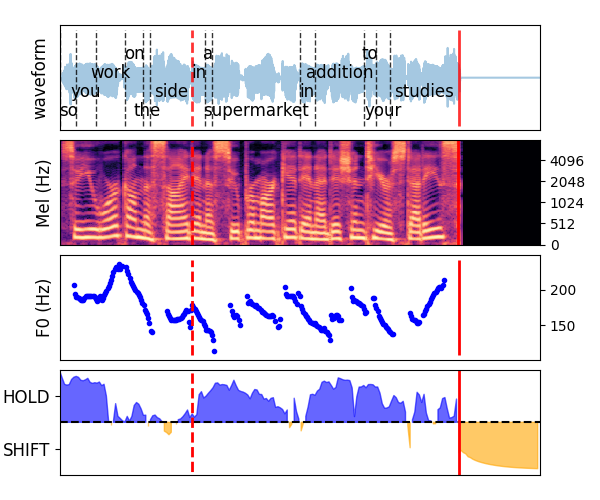 waveform
on a to
work in addition
you side in studies
so the supermarket your
Mel (Hz)
4096
2048
1024
512
0
F0 (Hz)
200
150
HOLD
SHIFT